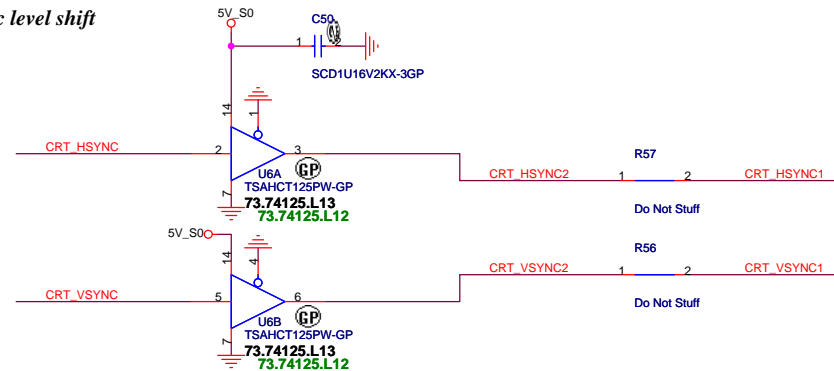 c level shift
5V_S0
C50
1
2
SCD1U16V2KX-3GP
14
1
CRT_HSYNC
2
3
GP
U6A
TSAHCT125PW-GP
7
73.74125.L13
73.74125.L12
CRT_HSYNC2
R57
1
2
CRT_HSYNC1
Do Not Stuff
5V_S0
14
4
CRT_VSYNC
5
6
GP
U6B
TSAHCT125PW-GP
7
73.74125.L13
73.74125.L12
CRT_VSYNC2
R56
1
2
CRT_VSYNC1
Do Not Stuff